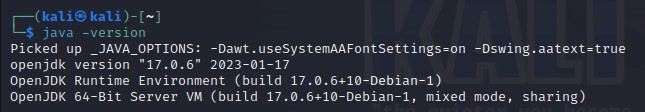 ┌──(kali㉿kali)-[~]
└─$ java -version
Picked up _JAVA_OPTIONS: -Dawt.useSystemAAFontSettings=on -Dswing.aatext=true
openjdk version "17.0.6" 2023-01-17
OpenJDK Runtime Environment (build 17.0.6+10-Debian-1)
OpenJDK 64-Bit Server VM (build 17.0.6+10-Debian-1, mixed mode, sharing)